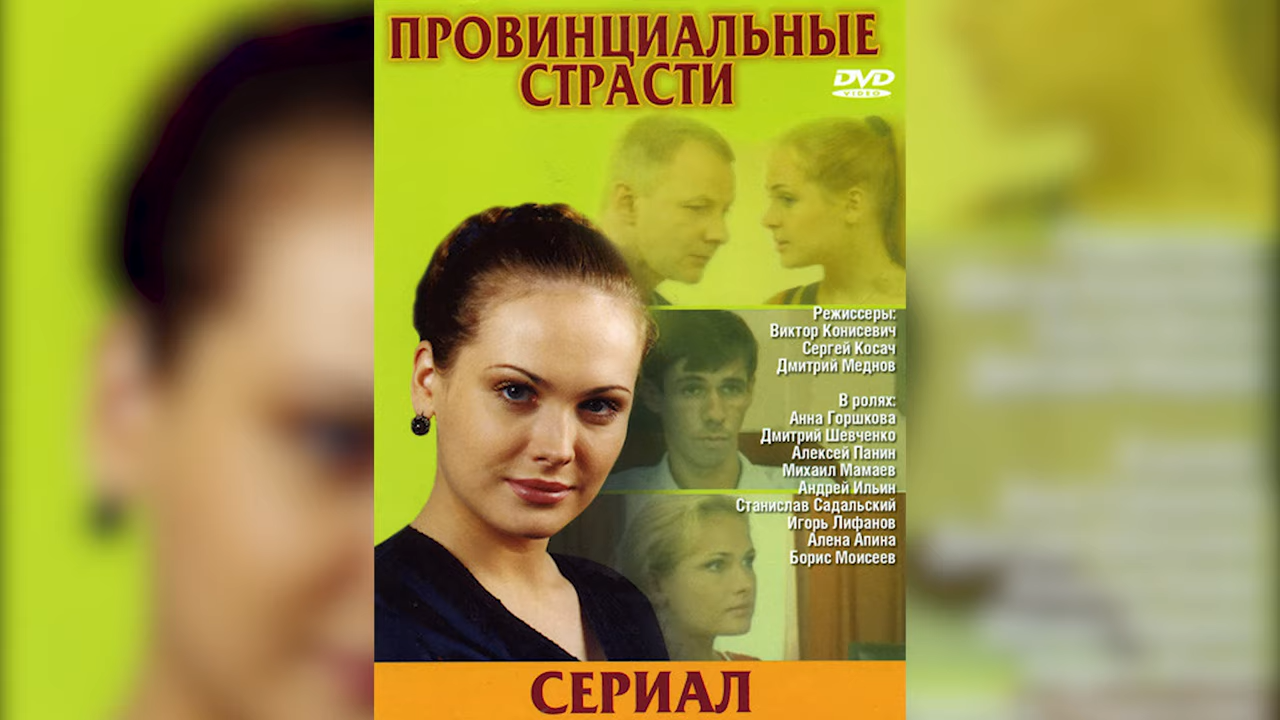 ПРОВИНЦИАЛЬНЫЕ
СТРАСТИ
DVD
VIDEO
Режиссеры:
Виктор Конисевич
Сергей Косач
Дмитрий Меднов
В ролях:
Анна Горшкова
Дмитрий Шевченко
Алексей Панин
Михаил Мамаев
Андрей Ильин
Станислав Садальский
Игорь Лифанов
Алена Апина
Борис Моисеев
СЕРИАЛ